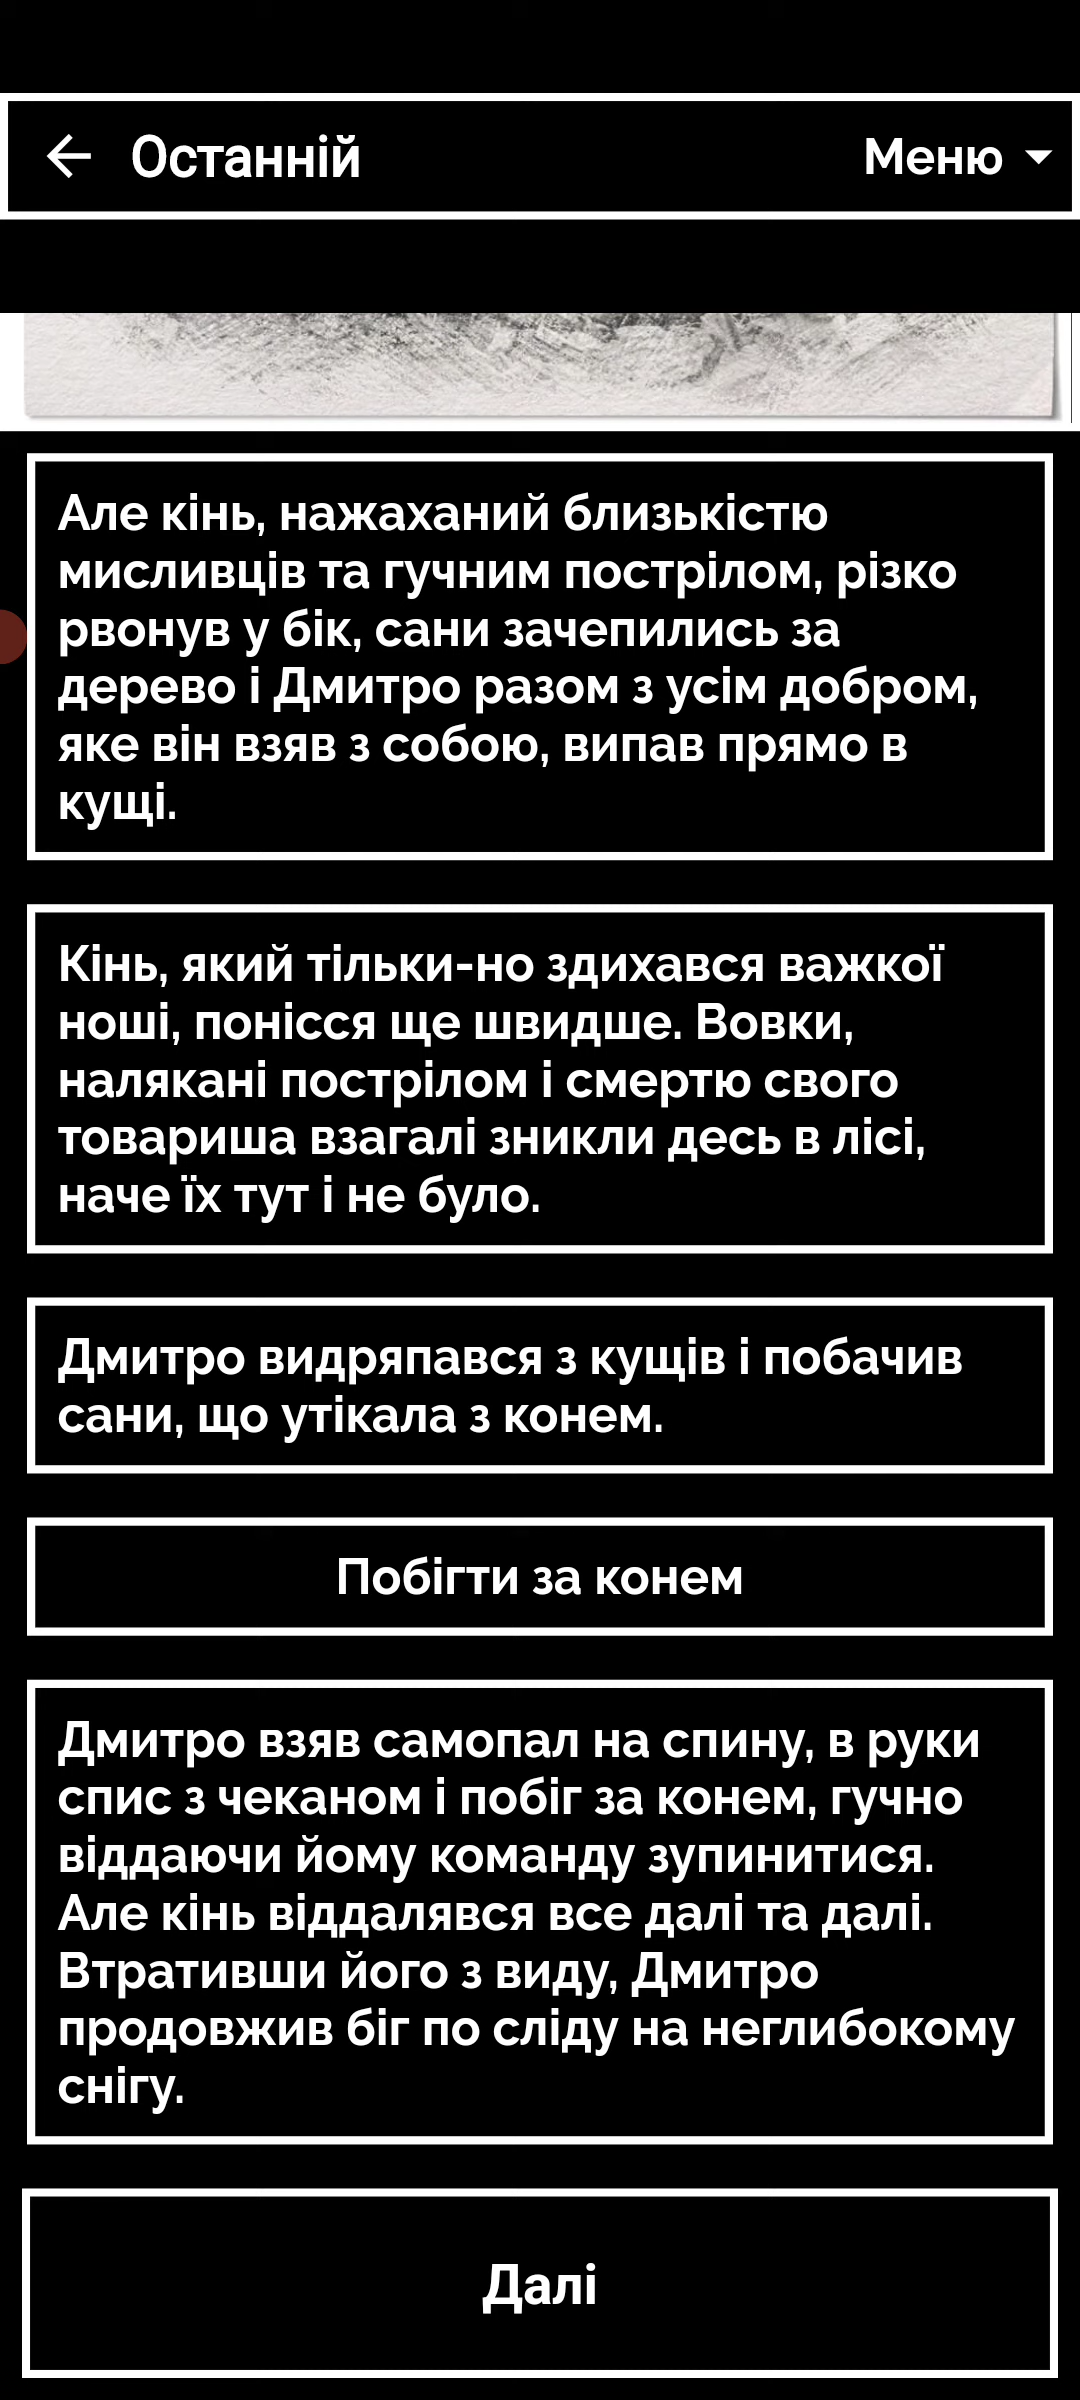 Останній
Меню
Але кінь, нажаханий близькістю
мисливців та гучним пострілом, різко
рвонув у бік, сани зачепились за
дерево і Дмитро разом з усім добром,
яке він взяв з собою, випав прямо в
кущі.
Кінь, який тільки-но здихався важкої
ноші, понісся ще швидше. Вовки,
налякані пострілом і смертю свого
товариша взагалі зникли десь в лісі,
наче їх тут і не було.
Дмитро видряпався з кущів і побачив
сани, що утікала з конем.
Побігти за конем
Дмитро взяв самопал на спину, в руки
спис з чеканом і побіг за конем, гучно
віддаючи йому команду зупинитися.
Але кінь віддалявся все далі та далі.
Втративши його з виду, Дмитро
продовжив біг по сліду на неглибокому
снігу.
Далі